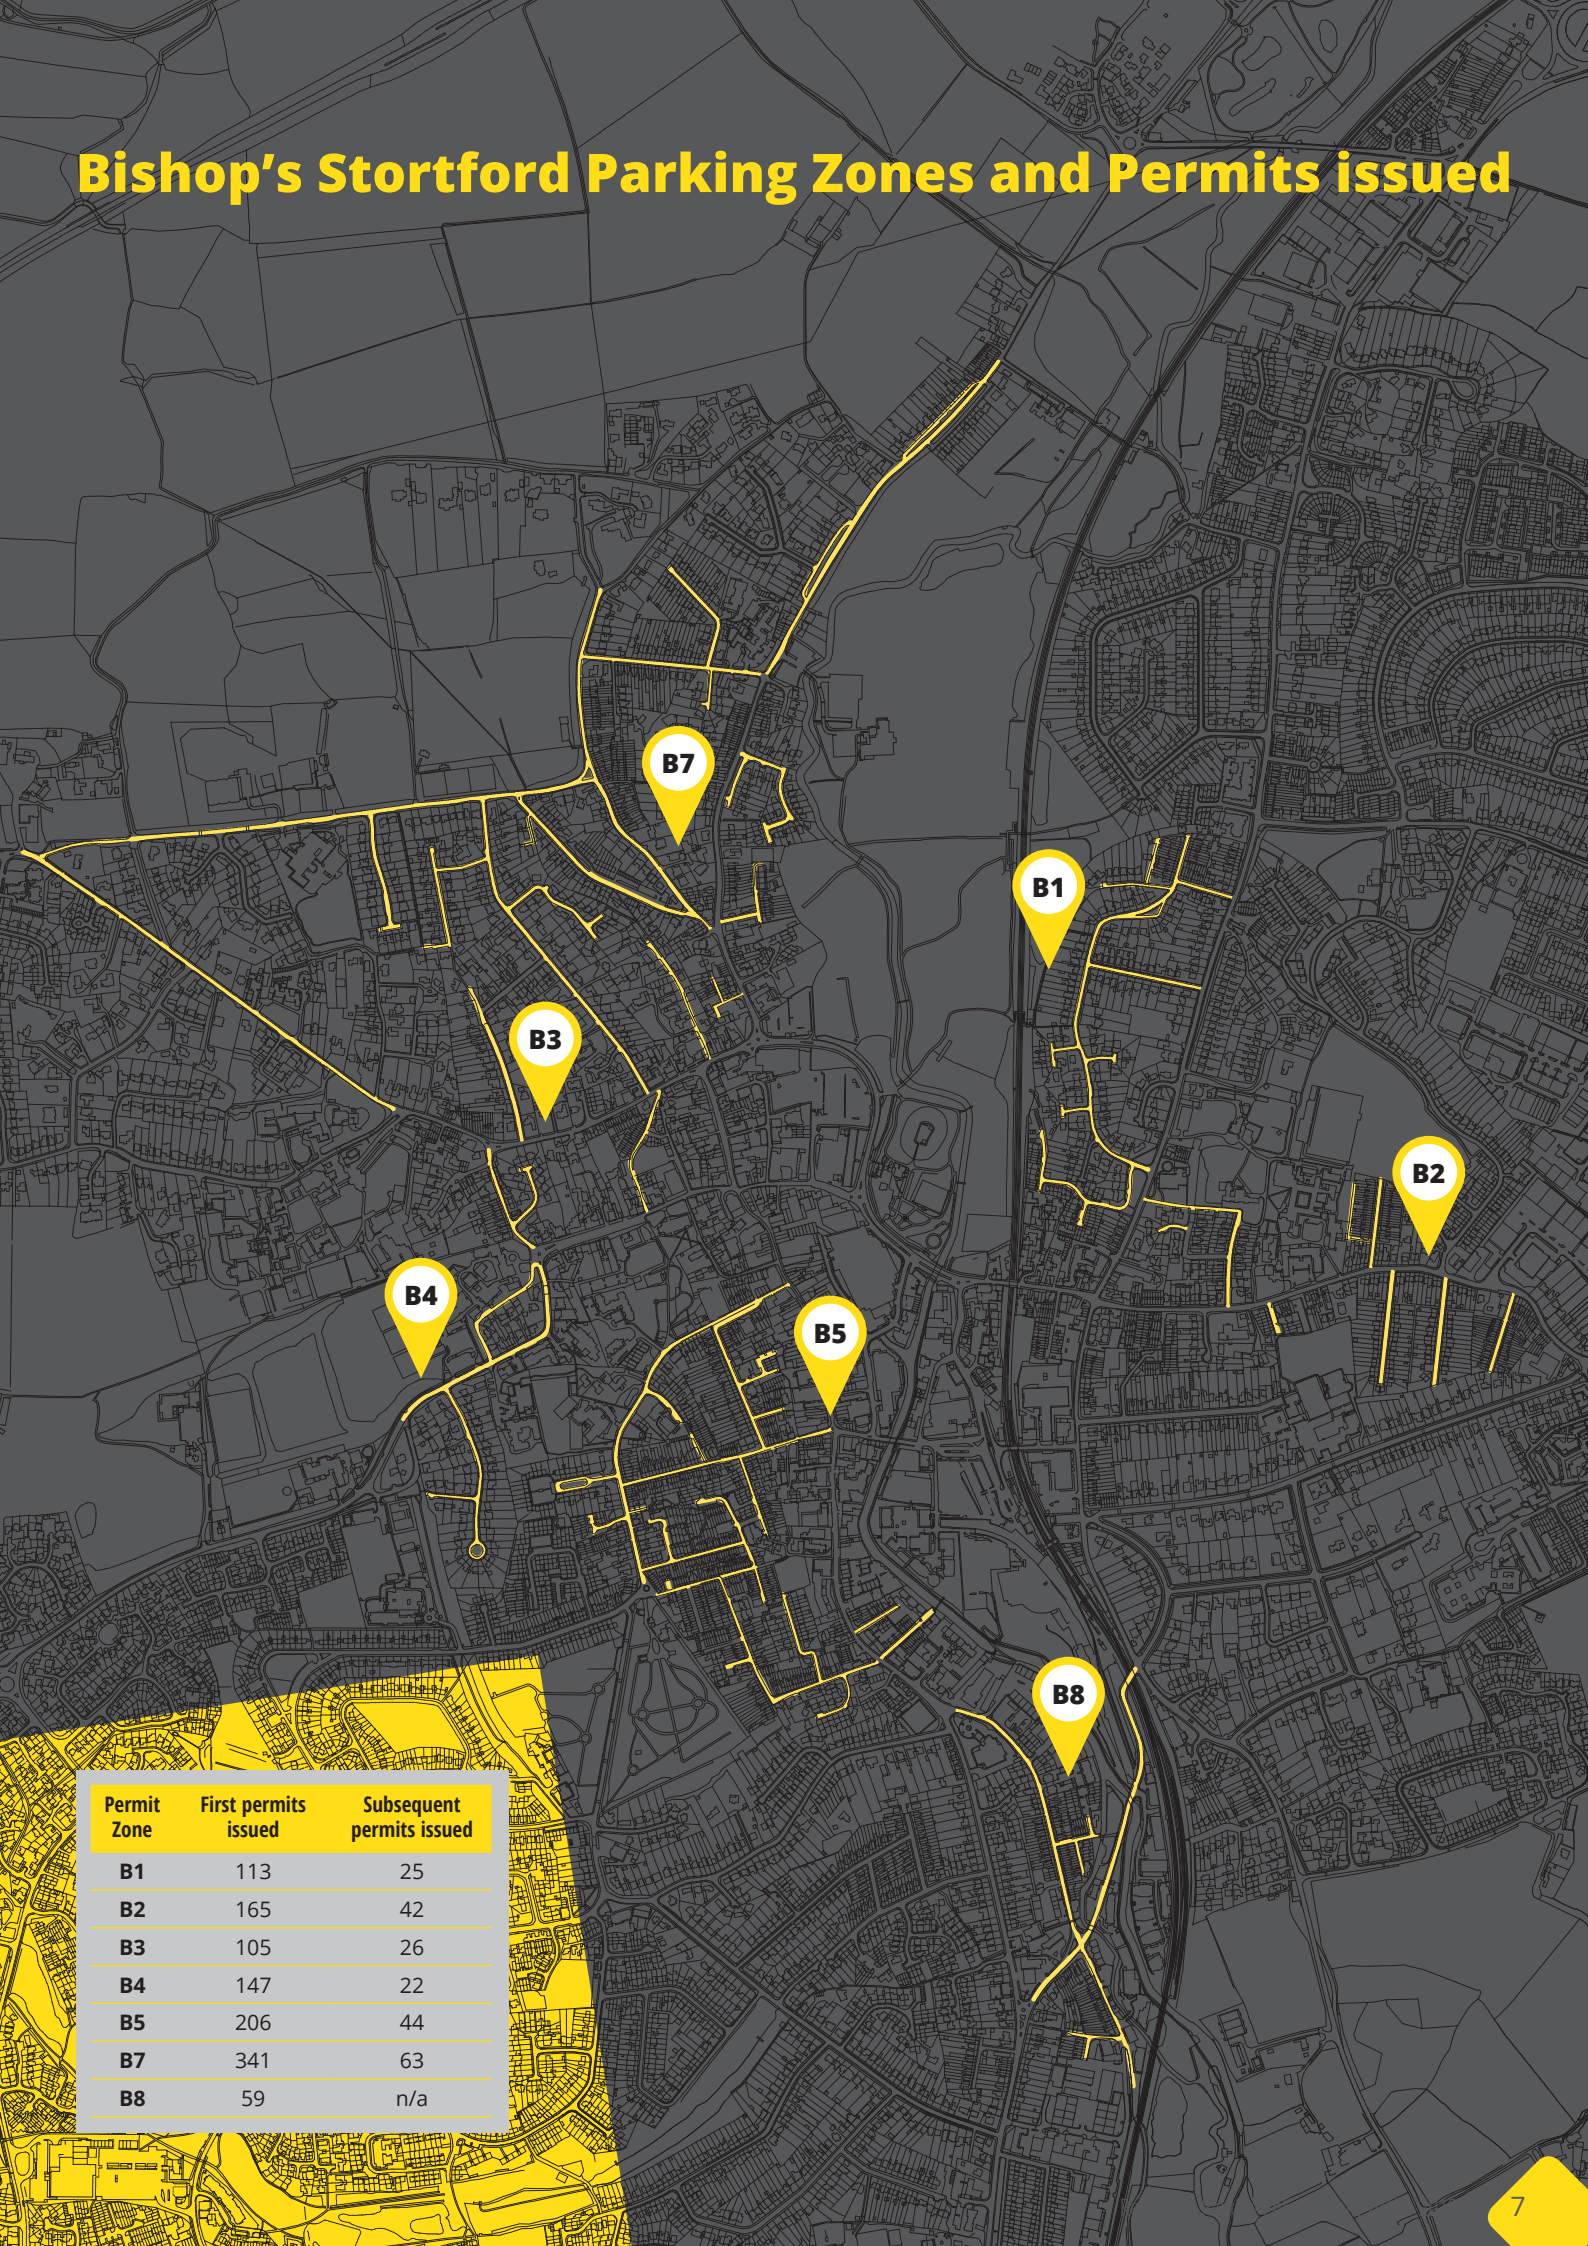 Bishop’s Stortford Parking Zones and Permits issued
B7
B1
B3
B2
B4
B5
B8
Permit Zone First permits issued Subsequent permits issued
B1 113 25
B2 165 42
B3 105 26
B4 147 22
B5 206 44
B7 341 63
B8 59 n/a
7